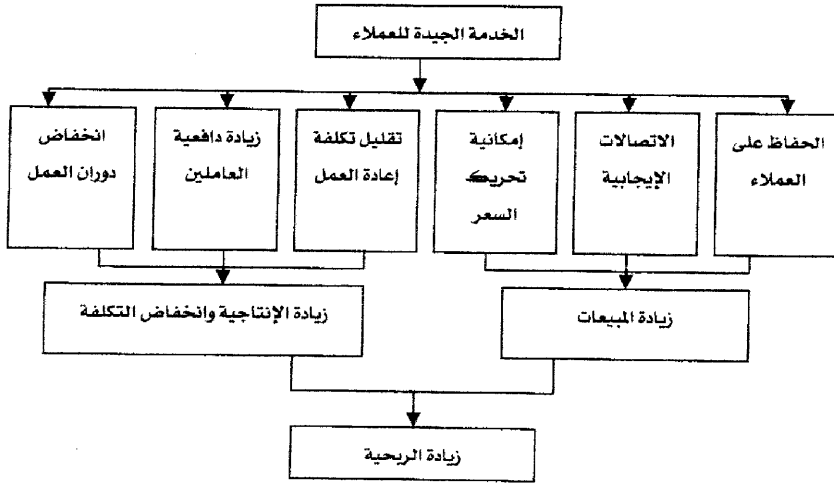 الخدمة الجيدة للعملاء
الحفاظ على
العملاء
الاتصالات
الإيجابية
إمكانية
تحريك
السعر
تقليل تكلفة
إعادة العمل
زيادة دافعية
العاملين
انخفاض
دوران العمل
زيادة المبيعات
زيادة الإنتاجية وانخفاض التكلفة
زيادة الربحية